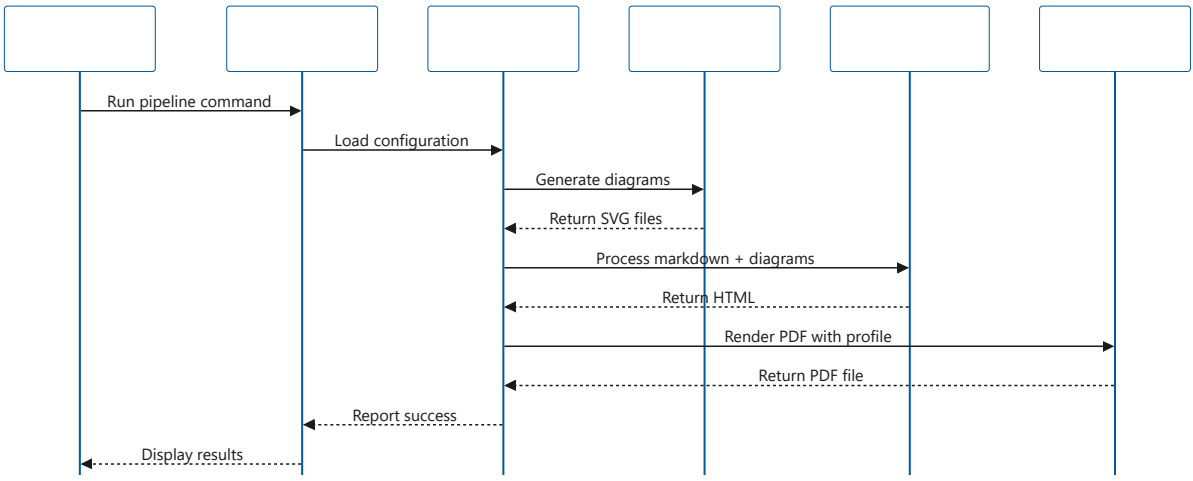 Run pipeline command
Load configuration
Generate diagrams
Return SVG files
Process markdown + diagrams
Return HTML
Render PDF with profile
Return PDF file
Report success
Display results